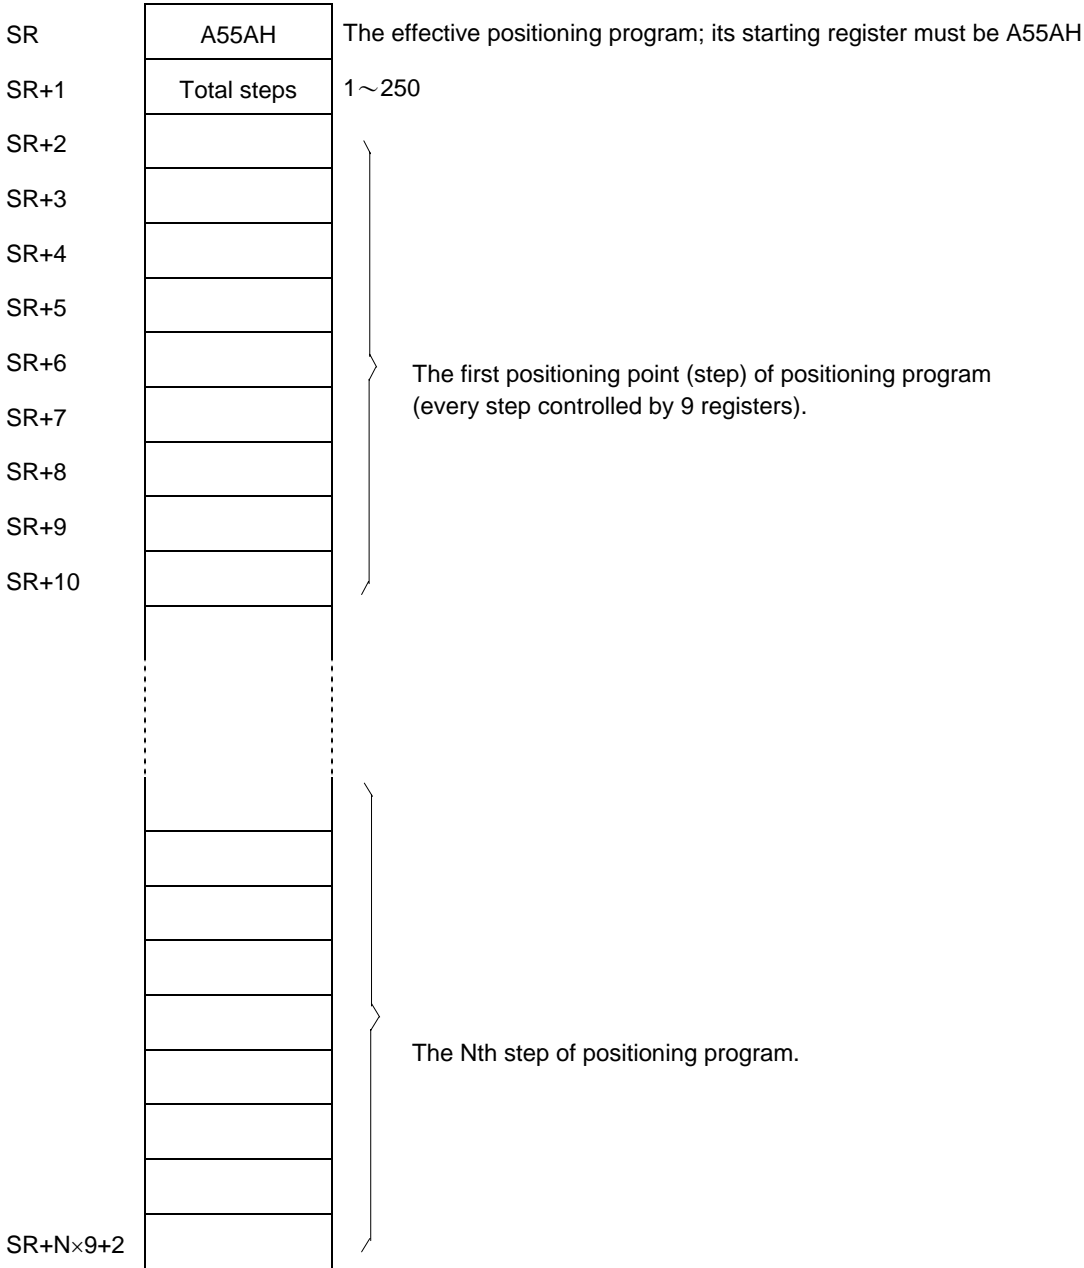 SR A55AH The effective positioning program; its starting register must be A55AH
SR+1 Total steps 1～250
SR+2
SR+3
SR+4
SR+5
SR+6
The first positioning point (step) of positioning program
(every step controlled by 9 registers).
SR+7
SR+8
SR+9
SR+10
The Nth step of positioning program.
SR+N×9+2